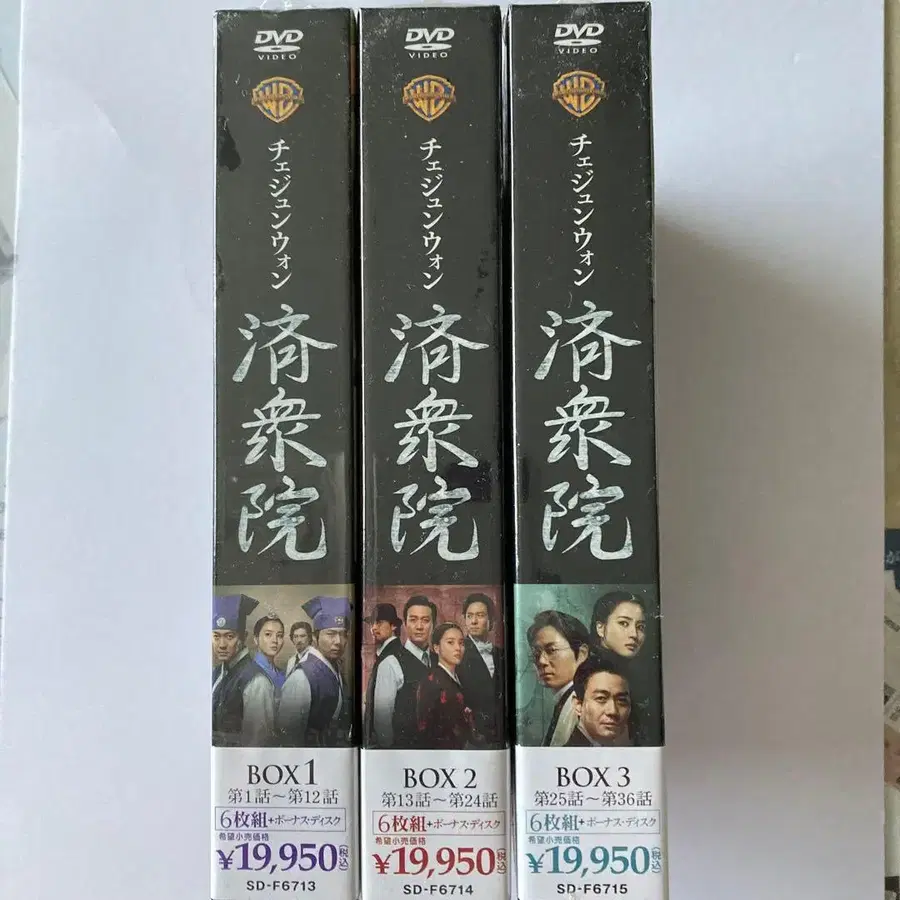 DVD
VIDEO
チェジュンウォン
済衆院
BOX 1
第1話～第12話
6枚組+ボーナス・ディスク
希望小売価格
¥19,950(税込)
SD-F6713
DVD
VIDEO
チェジュンウォン
済衆院
BOX 2
第13話～第24話
6枚組+ボーナス・ディスク
希望小売価格
¥19,950(税込)
SD-F6714
DVD
VIDEO
チェジュンウォン
済衆院
BOX 3
第25話～第36話
6枚組+ボーナス・ディスク
希望小売価格
¥19,950(税込)
SD-F6715